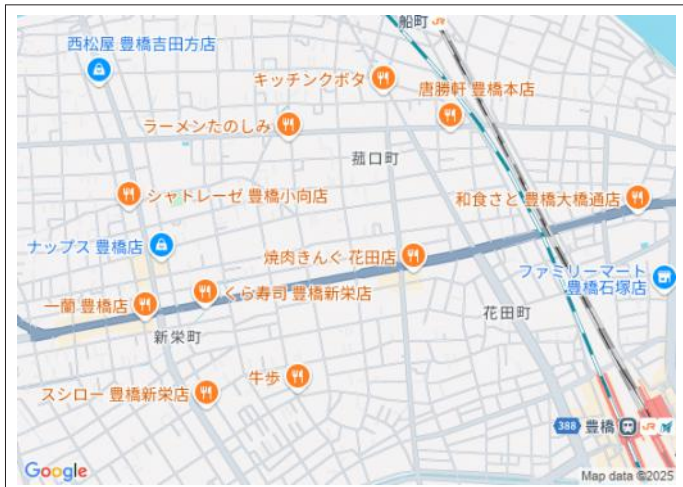 船町
西松屋 豊橋吉田方店
キッチンクボタ
唐勝軒 豊橋本店
ラーメンたのしみ
菰口町
シャトレーゼ 豊橋小向店
和食さと 豊橋大橋通店
ナップス 豊橋店
焼肉きんぐ 花田店
ファミリーマート
豊橋石塚店
くら寿司 豊橋新栄店
一蘭 豊橋店
花田町
新栄町
牛歩
スシロー 豊橋新栄店
388
豊橋
Google
Map data ©2025